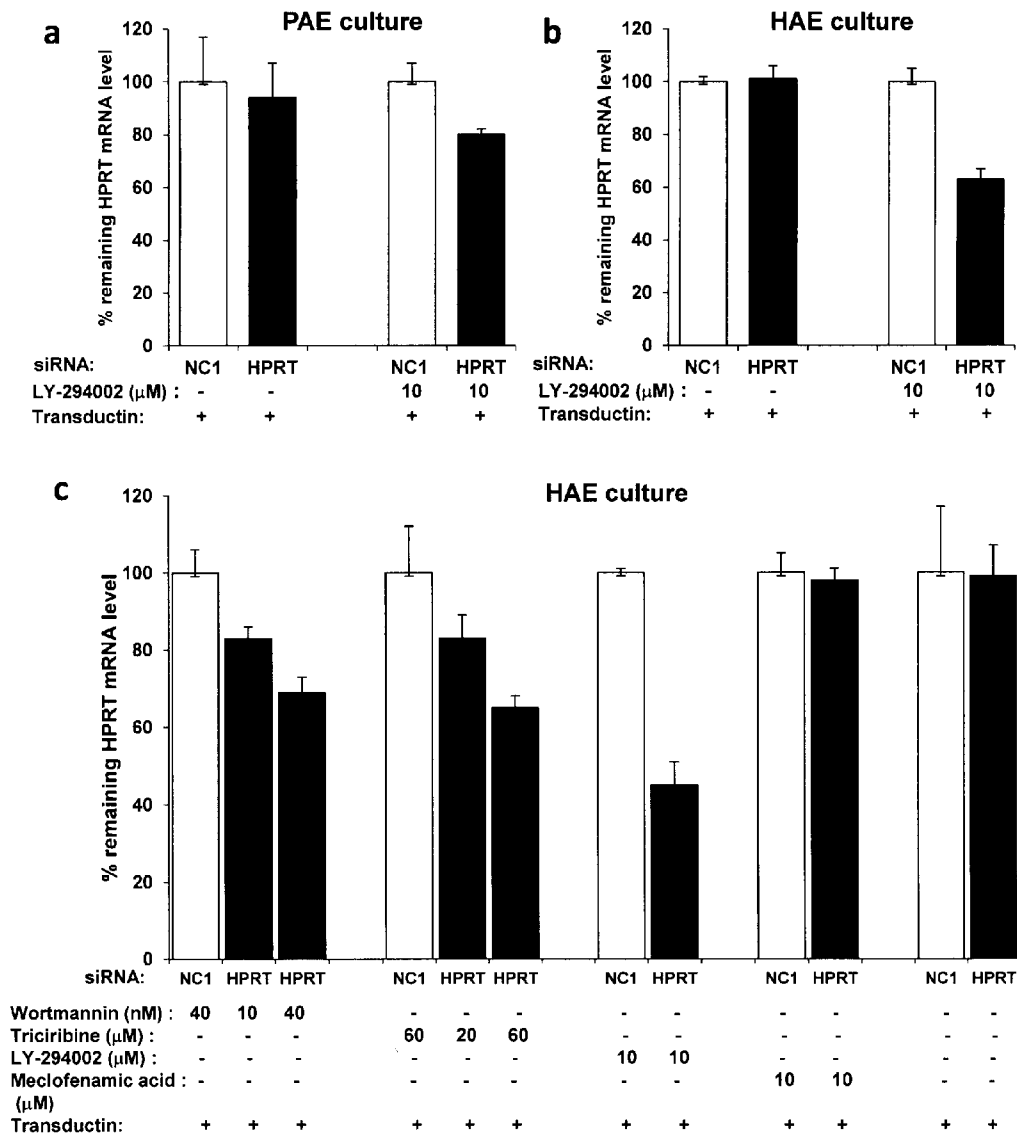 a PAE culture
% remaining HPRT mRNA level
120
100
80
60
40
20
0
siRNA: NC1 HPRT NC1 HPRT
LY-294002 (μM) : - - 10 10
Transductin: + + + +
b HAE culture
% remaining HPRT mRNA level
120
100
80
60
40
20
0
siRNA: NC1 HPRT NC1 HPRT
LY-294002 (μM) : - - 10 10
Transductin: + + + +
c HAE culture
% remaining HPRT mRNA level
120
100
80
60
40
20
0
siRNA: NC1 HPRT HPRT NC1 HPRT HPRT NC1 HPRT NC1 HPRT NC1 HPRT
Wortmannin (nM) : 40 10 40 - - - - - - - - -
Triciribine (μM) : - - - 60 20 60 - - - - - -
LY-294002 (μM) : - - - - - - 10 10 - - - -
Meclofenamic acid : - - - - - - - - 10 10 - -
(μM)
Transductin: + + + + + + + + + + + +